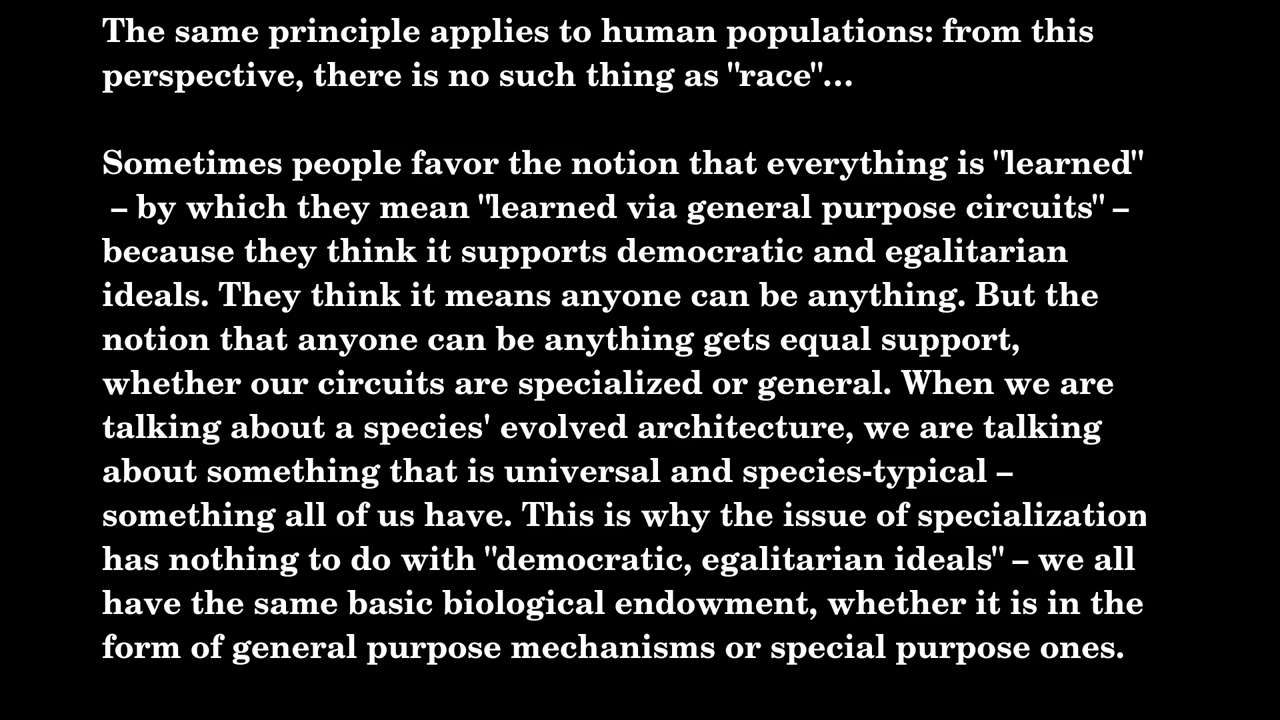 The same principle applies to human populations: from this
perspective, there is no such thing as "race"...
Sometimes people favor the notion that everything is "learned"
– by which they mean "learned via general purpose circuits" –
because they think it supports democratic and egalitarian
ideals. They think it means anyone can be anything. But the
notion that anyone can be anything gets equal support,
whether our circuits are specialized or general. When we are
talking about a species' evolved architecture, we are talking
about something that is universal and species-typical –
something all of us have. This is why the issue of specialization
has nothing to do with "democratic, egalitarian ideals" – we all
have the same basic biological endowment, whether it is in the
form of general purpose mechanisms or special purpose ones.